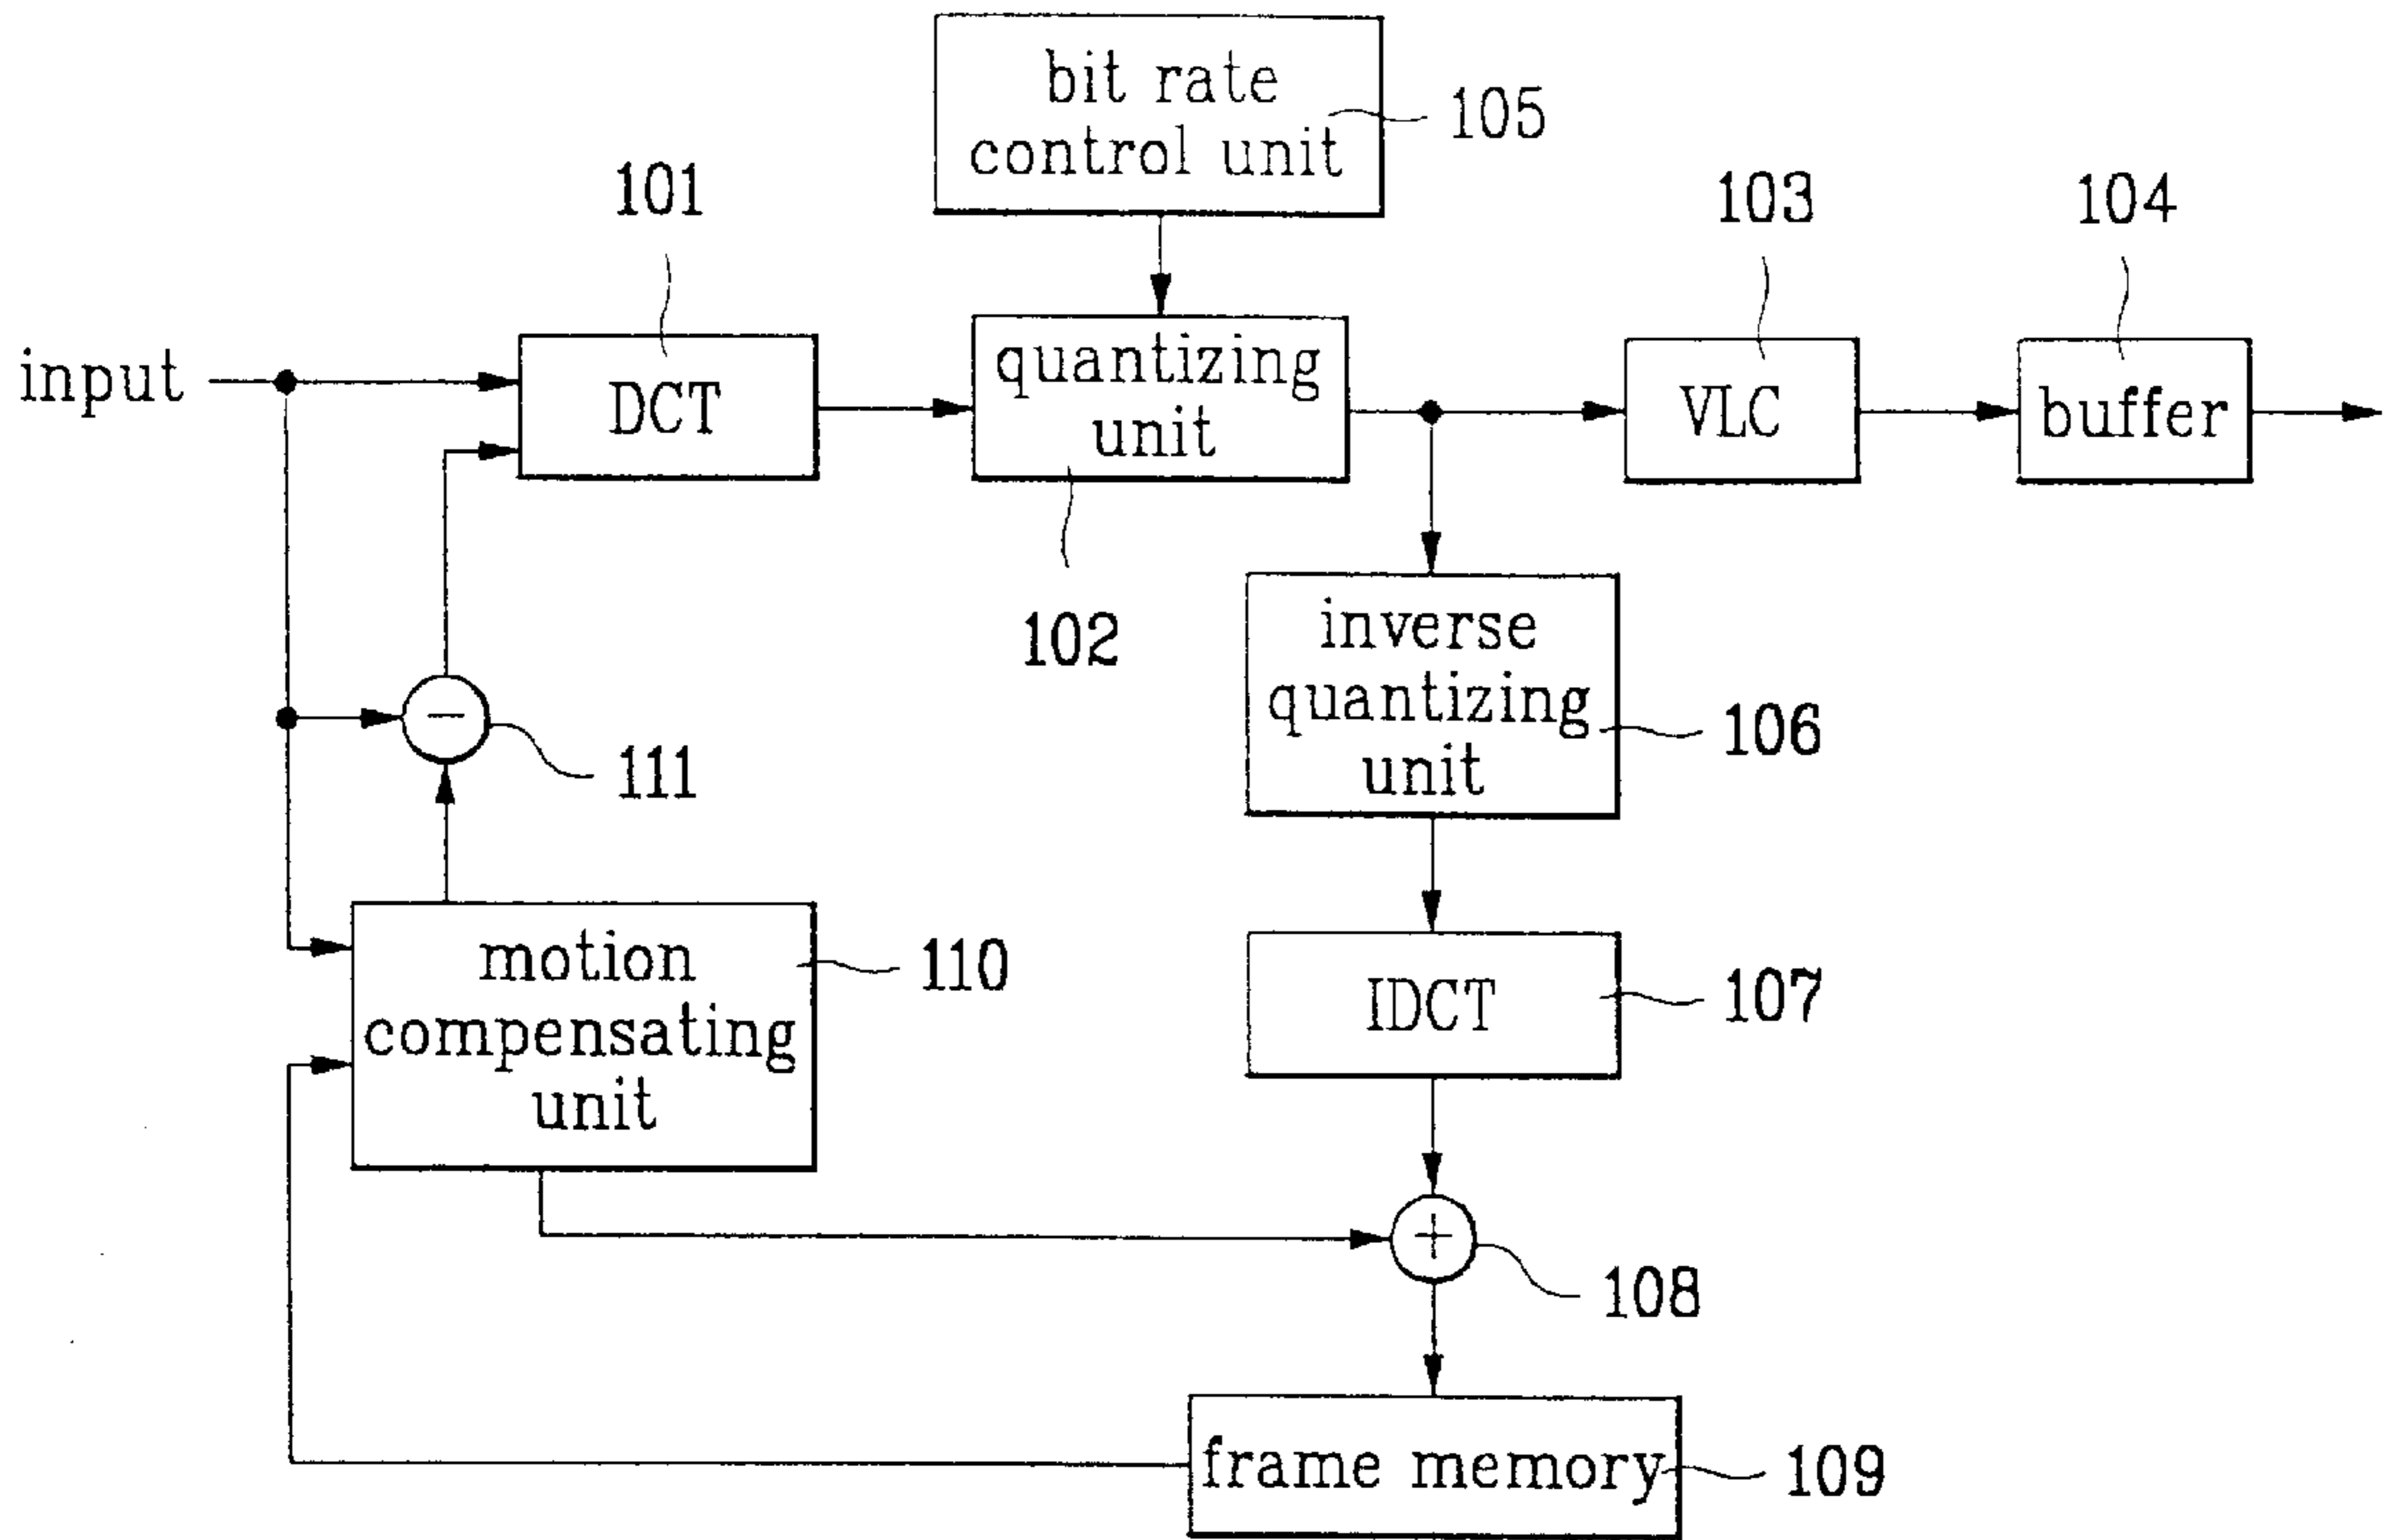 bit rate
control unit
105
101
103
104
input
DCT
quantizing
unit
VLC
buffer
102
inverse
quantizing
unit
106
−
111
motion
compensating
unit
110
IDCT
107
+
108
frame memory
109